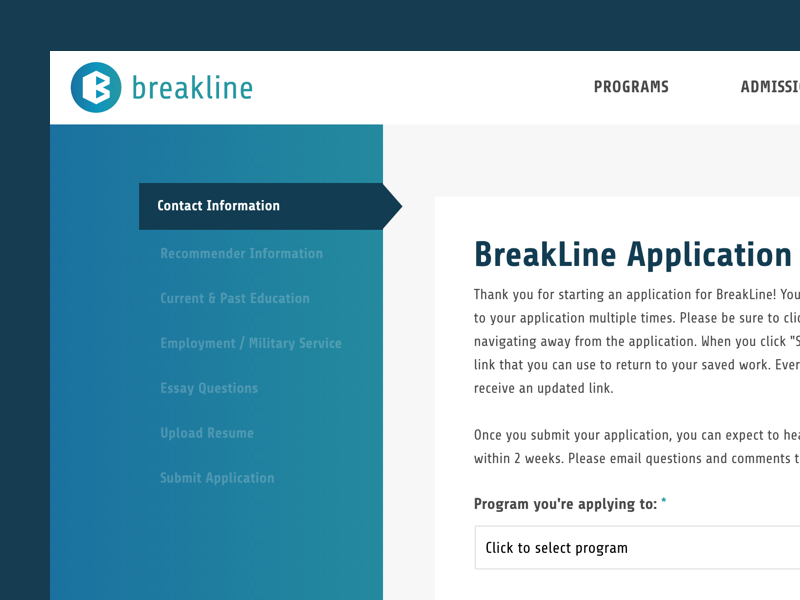 breakline
PROGRAMS
Contact Information
Recommender Information
Current & Past Education
Employment / Military Service
Essay Questions
Upload Resume
Submit Application
BreakLine Application
Thank you for starting an application for BreakLine! You
to your application multiple times. Please be sure to
navigating away from the application. When you click
link that you can use to return to your saved work.
receive an updated link.
Once you submit your application, you can expect to
within 2 weeks. Please email questions and comments
Program you're applying to: *
Click to select program